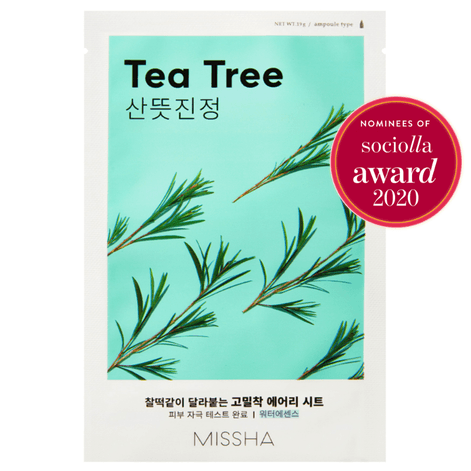 NET WT.19g / ampoule type
Tea Tree
산뜻진정
NOMINEES OF
sociolla
award
2020
찰떡같이 달라붙는 고밀착 에어리 시트
피부 자극 테스트 완료 | 워터에센스
MISSHA